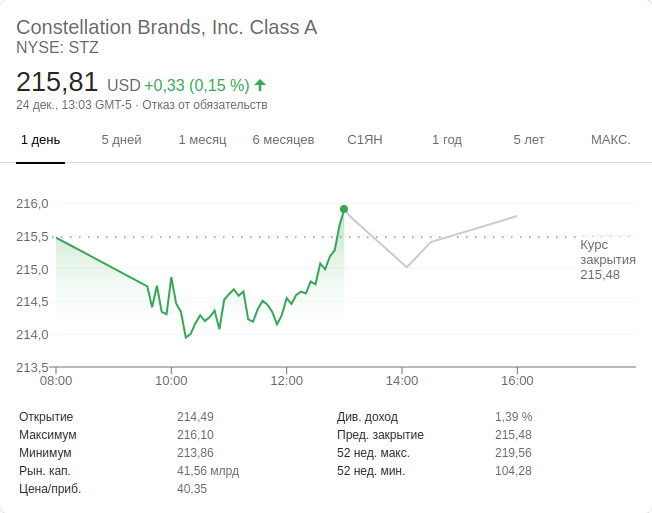 Constellation Brands, Inc. Class A
NYSE: STZ
215,81 USD +0,33 (0,15 %)
24 дек., 13:03 GMT-5 · Отказ от обязательств
1 день 5 дней 1 месяц 6 месяцев С1ЯН 1 год 5 лет МАКС.
216,0
215,5
Курс
закрытия
215,48
215,0
214,5
214,0
213,5
08:00 10:00 12:00 14:00 16:00
Открытие 214,49 Див. доход 1,39 %
Максимум 216,10 Пред. закрытие 215,48
Минимум 213,86 52 нед. макс. 219,56
Рын. кап. 41,56 млрд 52 нед. мин. 104,28
Цена/приб. 40,35